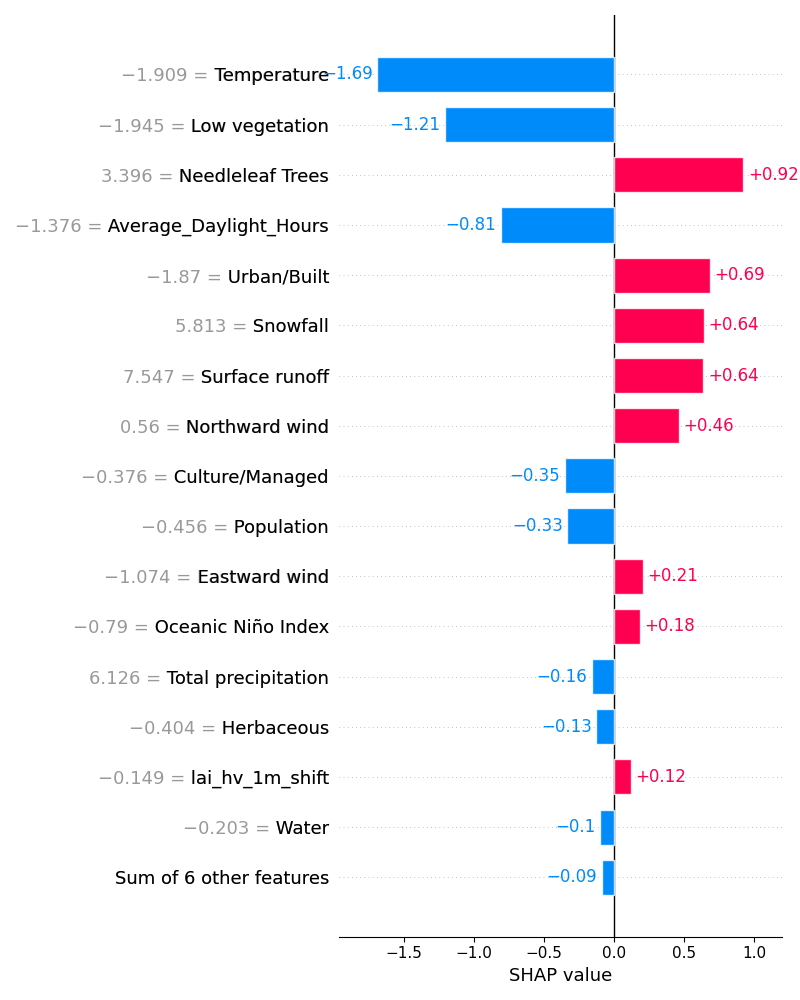 −1.909 = Temperature −1.69
−1.945 = Low vegetation −1.21
3.396 = Needleleaf Trees +0.92
−1.376 = Average_Daylight_Hours −0.81
−1.87 = Urban/Built +0.69
5.813 = Snowfall +0.64
7.547 = Surface runoff +0.64
0.56 = Northward wind +0.46
−0.376 = Culture/Managed −0.35
−0.456 = Population −0.33
−1.074 = Eastward wind +0.21
−0.79 = Oceanic Niño Index +0.18
6.126 = Total precipitation −0.16
−0.404 = Herbaceous −0.13
−0.149 = lai_hv_1m_shift +0.12
−0.203 = Water −0.1
Sum of 6 other features −0.09
−1.5 −1.0 −0.5 0.0 0.5 1.0
SHAP value